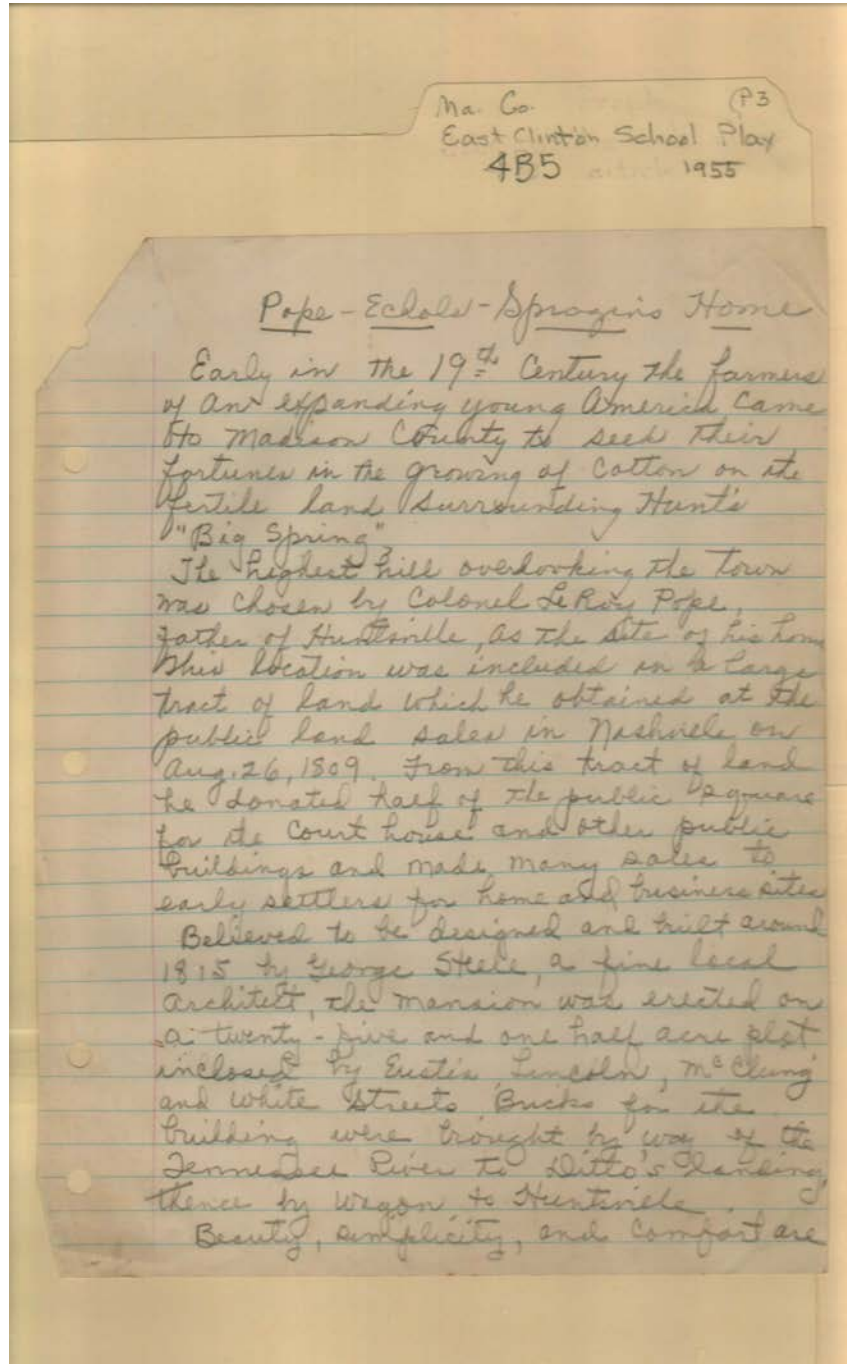 Ma. Co. (P3
East Clinton School Play
4B5 1955
Pope - Echols - Spragins Home
Early in the 19th Century the farmers
of an expanding young America came
to Madison County to seed their
fortunes in the growing of Cotton on the
fertile land surrounding Hunt's
"Big Spring".
The highest hill overlooking the town
was chosen by Colonel LeRoy Pope,
father of Huntsville, as the site of his home
This location was included in a large
tract of land which he obtained at the
public land sales in Nashville on
Aug. 26, 1809. From this tract of land
he donated half of the public square
for the Court house and other public
buildings and made many sales to
early settlers for home and business sites
Believed to be designed and built around
1815 by George Steele, a fine local
architect, the mansion was erected on
a twenty-five and one half acre plot
inclosed by Eustis Lincoln, McClung
and White Streets. Bricks for the
building were brought by way of the
Tennessee River to Ditto's landing,
thence by wagon to Huntsville.
Beauty, simplicity, and comfort are